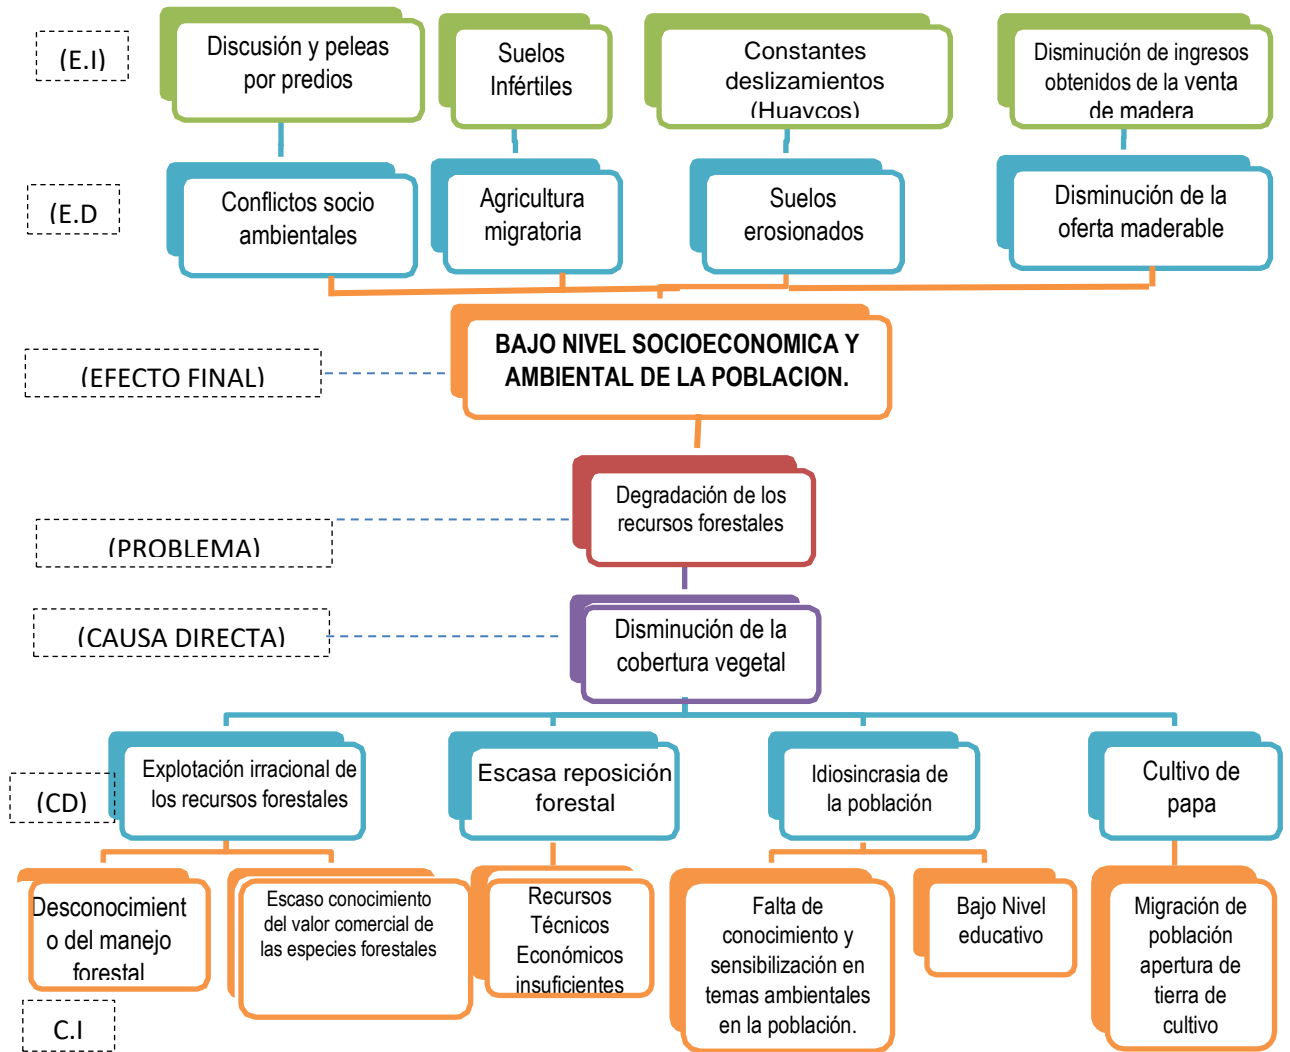 (E.I)
Discusión y peleas
por predios
Suelos
Infértiles
Constantes
deslizamientos
(Huaycos)
Disminución de ingresos
obtenidos de la venta
de madera
(E.D
Conflictos socio
ambientales
Agricultura
migratoria
Suelos
erosionados
Disminución de la
oferta maderable
(EFECTO FINAL)
BAJO NIVEL SOCIOECONOMICA Y
AMBIENTAL DE LA POBLACION.
(PROBLEMA)
Degradación de los
recursos forestales
(CAUSA DIRECTA)
Disminución de la
cobertura vegetal
(CD)
Explotación irracional de
los recursos forestales
Escasa reposición
forestal
Idiosincrasia de
la población
Cultivo de
papa
Desconocimient
o del manejo
forestal
Escaso conocimiento
del valor comercial de
las especies forestales
Recursos
Técnicos
Económicos
insuficientes
Falta de
conocimiento y
sensibilización en
temas ambientales
en la población.
Bajo Nivel
educativo
Migración de
población
apertura de
tierra de
cultivo
C.I